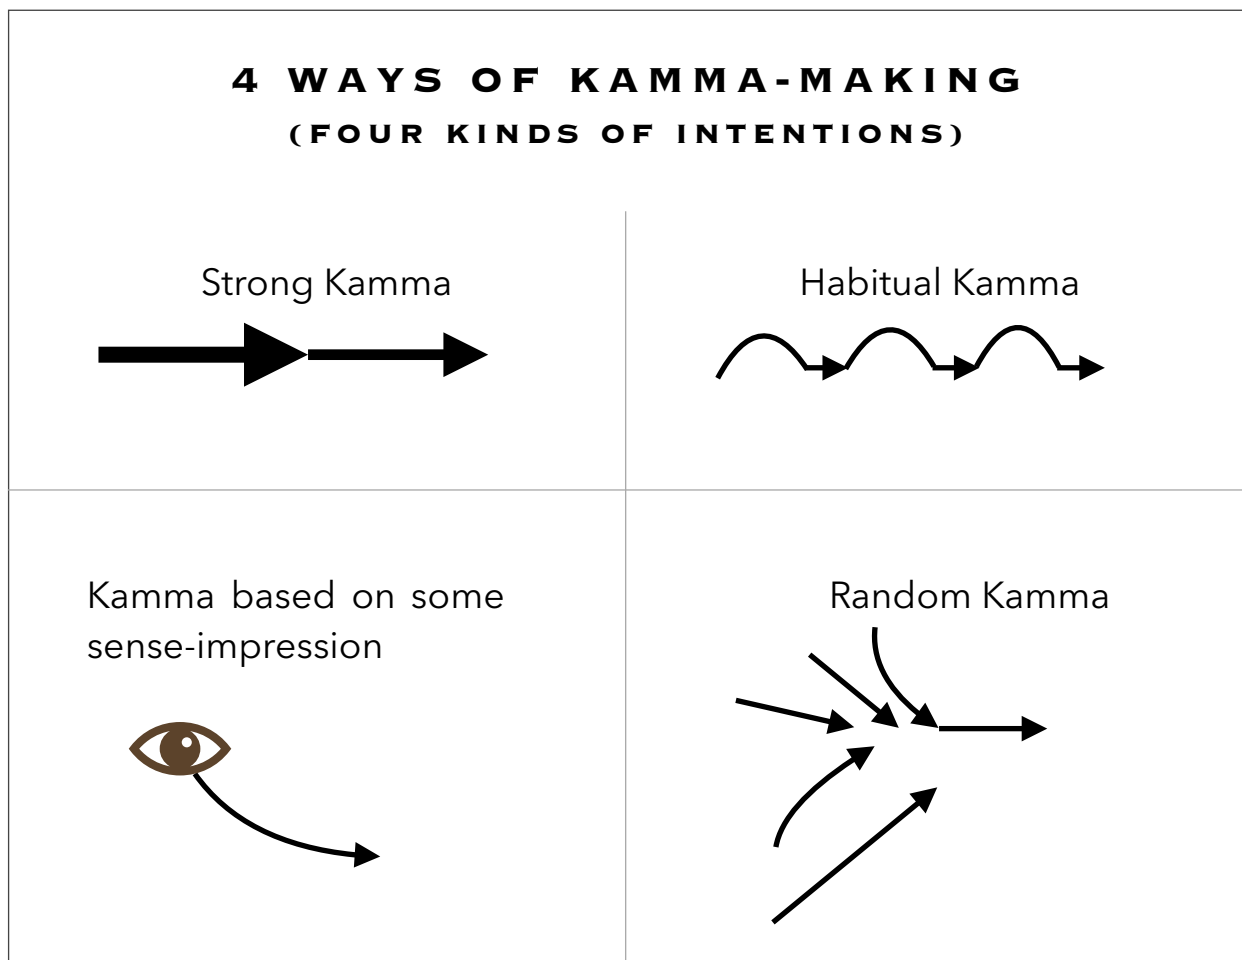 4 WAYS OF KAMMA-MAKING
(FOUR KINDS OF INTENTIONS)
Strong Kamma
Habitual Kamma
Kamma based on some
sense-impression
Random Kamma